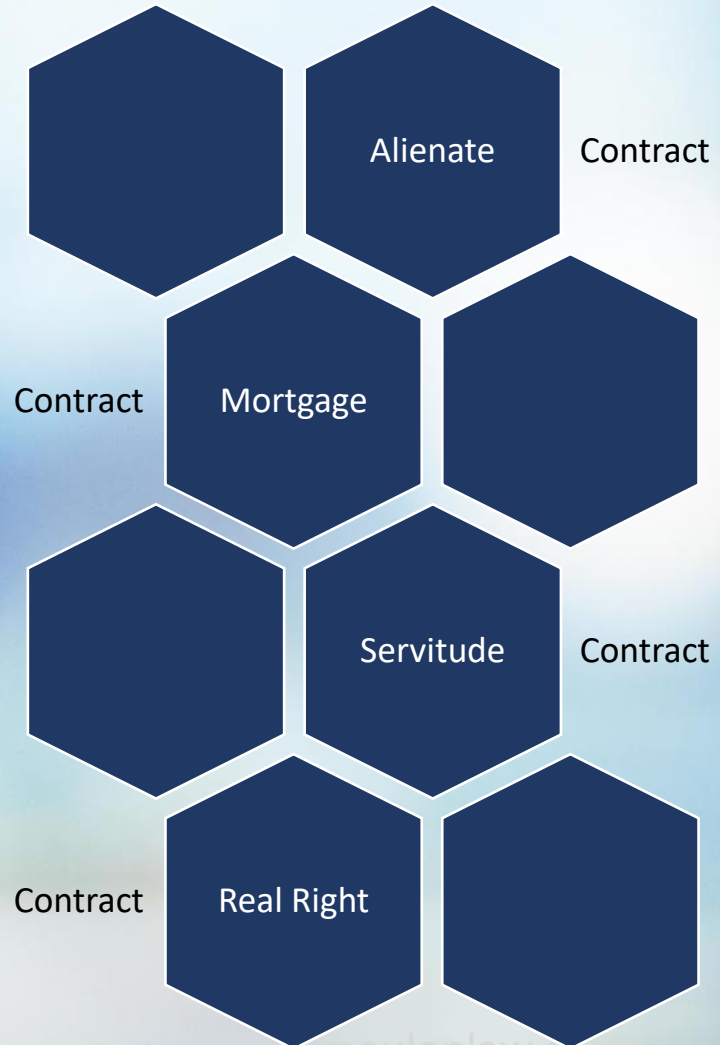 Alienate Contract
Contract Mortgage
Servitude Contract
Contract Real Right